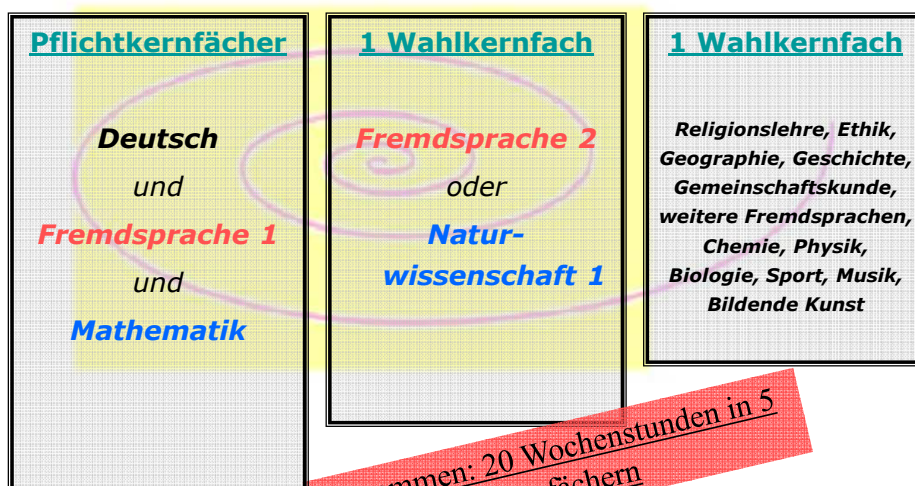 Pflichtkernfächer
Deutsch
und
Fremdsprache 1
und
Mathematik
1 Wahlkernfach
Fremdsprache 2
oder
Natur-
wissenschaft 1
1 Wahlkernfach
Religionslehre, Ethik,
Geographie, Geschichte,
Gemeinschaftskunde,
weitere Fremdsprachen,
Chemie, Physik,
Biologie, Sport, Musik,
Bildende Kunst
mmen: 20 Wochenstunden in 5
fächern